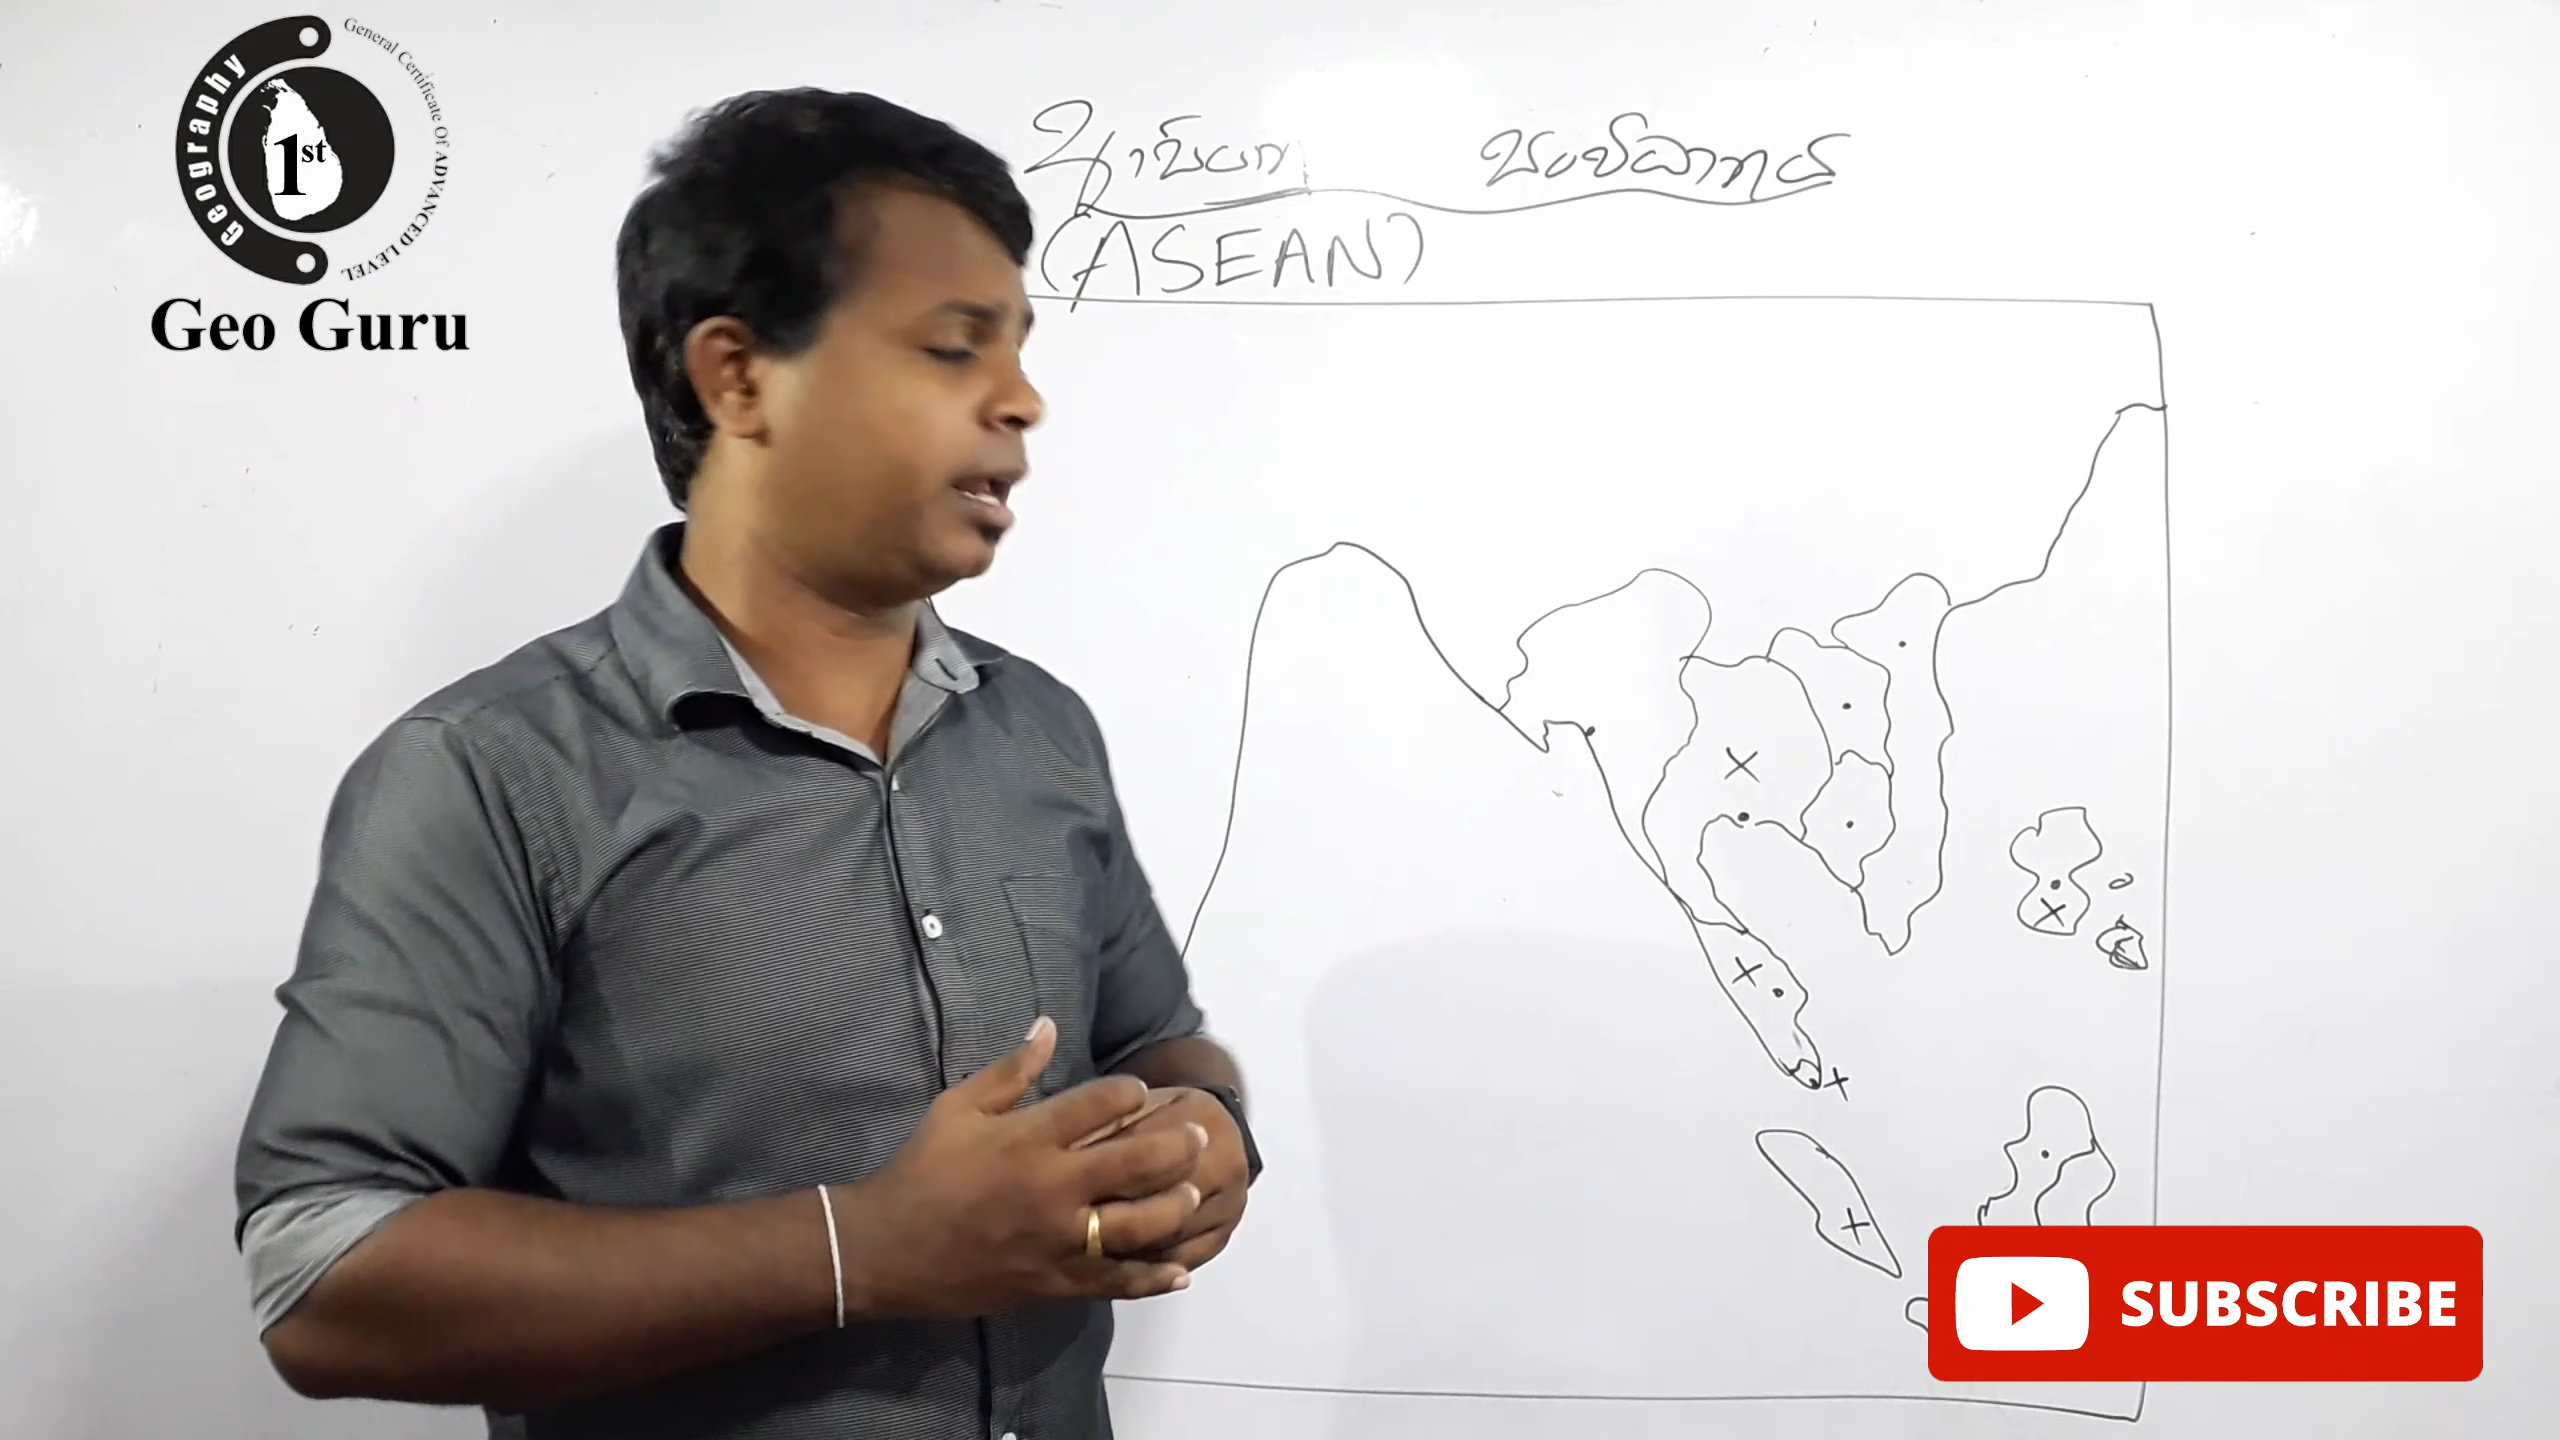 Geography
General Certificate Of ADVANCED LEVEL
1st
Geo Guru
ආසියාන් සංවිධානය
(ASEAN)
SUBSCRIBE